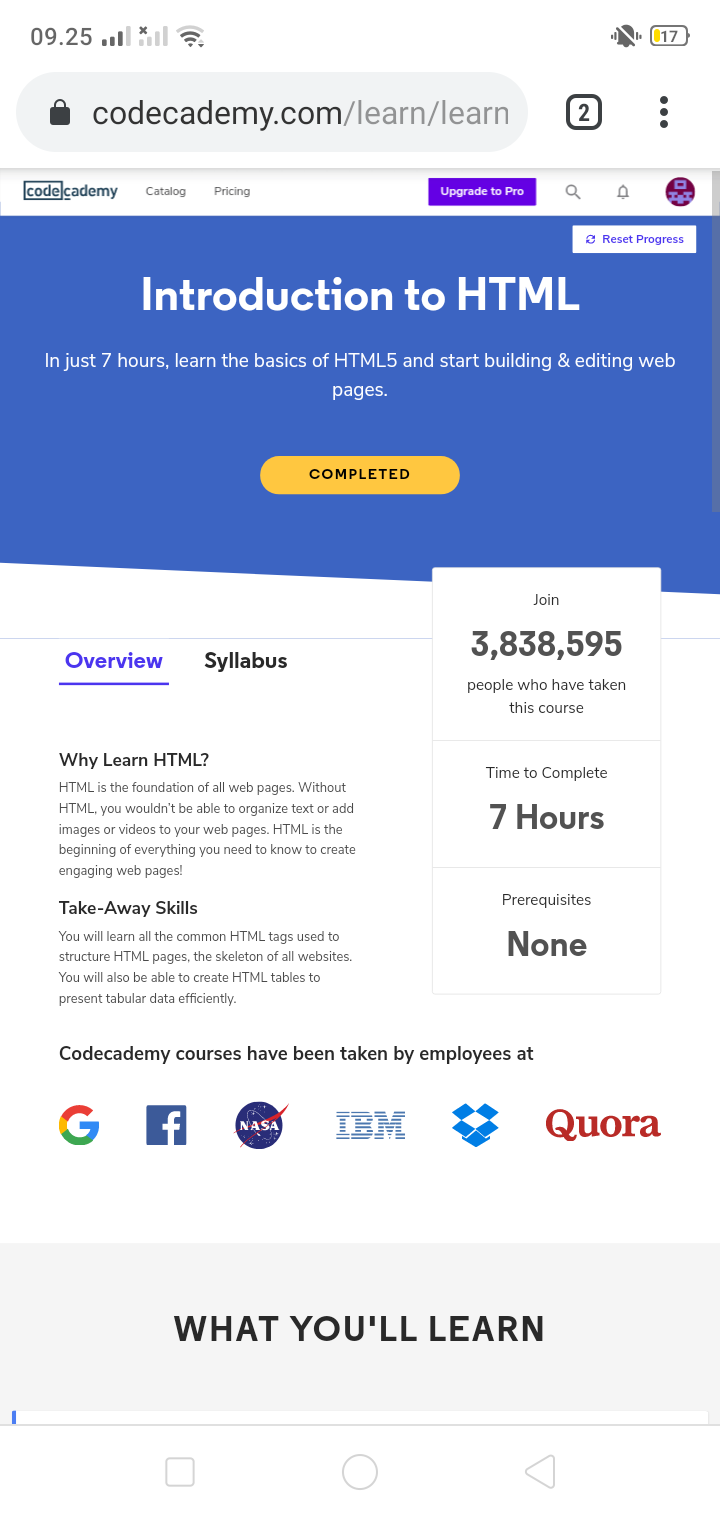 09.25
17
codecademy.com/learn/learn
2
codecademy Catalog Pricing Upgrade to Pro
Reset Progress
Introduction to HTML
In just 7 hours, learn the basics of HTML5 and start building & editing web
pages.
COMPLETED
Join
3,838,595
people who have taken
this course
Time to Complete
7 Hours
Prerequisites
None
Overview Syllabus
Why Learn HTML?
HTML is the foundation of all web pages. Without
HTML, you wouldn't be able to organize text or add
images or videos to your web pages. HTML is the
beginning of everything you need to know to create
engaging web pages!
Take-Away Skills
You will learn all the common HTML tags used to
structure HTML pages, the skeleton of all websites.
You will also be able to create HTML tables to
present tabular data efficiently.
Codecademy courses have been taken by employees at
G f NASA IBM Quora
WHAT YOU'LL LEARN